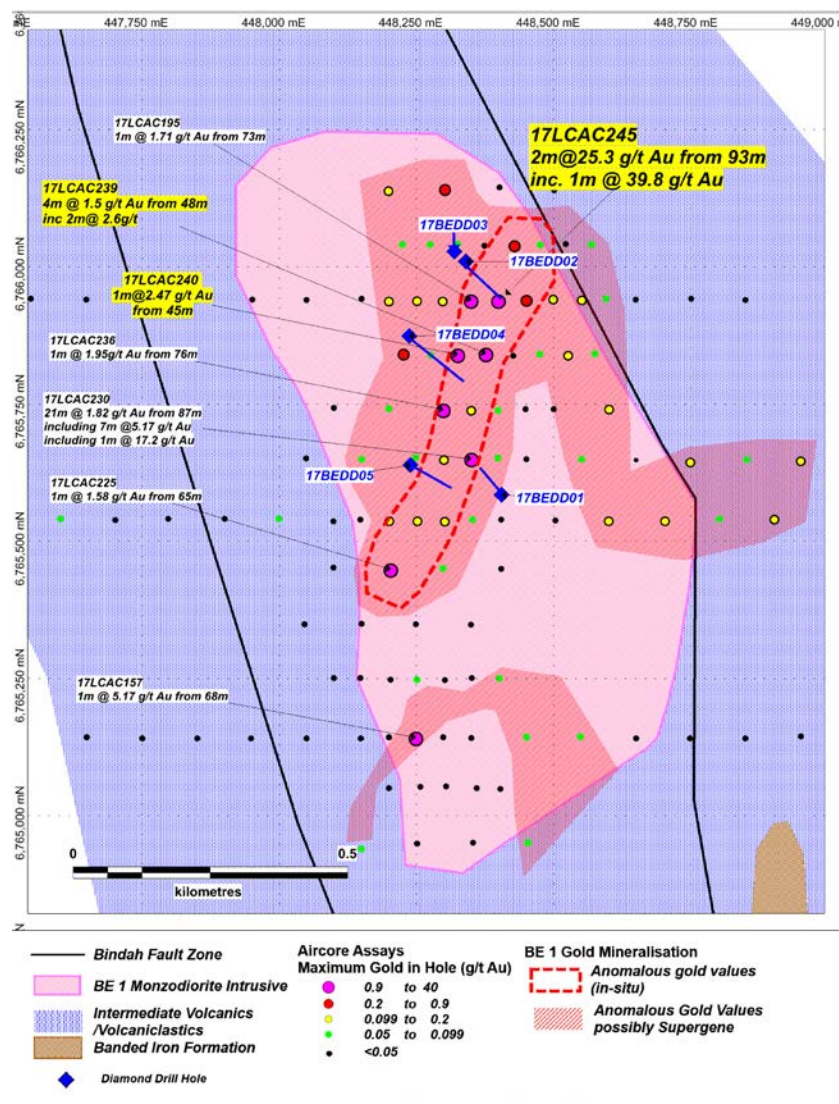 447,750 mE
448,000 mE
448,250 mE
448,500 mE
448,750 mE
449,000 m
6,766,250 mN
6,766,000 mN
6,765,750 mN
6,765,500 mN
6,765,250 mN
6,765,000 mN
17LCAC195
1m @ 1.71 g/t Au from 73m
17LCAC245
2m@25.3 g/t Au from 93m
inc. 1m @ 39.8 g/t Au
17LCAC239
4m @ 1.5 g/t Au from 48m
inc 2m@ 2.6g/t
17BEDD03
17BEDD02
17LCAC240
1m@2.47 g/t Au
from 45m
17BEDD04
17LCAC236
1m @ 1.95g/t Au from 76m
17LCAC230
21m @ 1.82 g/t Au from 87m
including 7m @5.17 g/t Au
including 1m @ 17.2 g/t Au
17BEDD05
17BEDD01
17LCAC225
1m @ 1.58 g/t Au from 65m
17LCAC157
1m @ 5.17 g/t Au from 68m
0 0.5
kilometres
Bindah Fault Zone
BE 1 Monzodiorite Intrusive
Intermediate Volcanics
/Volcaniclastics
Banded Iron Formation
Diamond Drill Hole
Aircore Assays
Maximum Gold in Hole (g/t Au)
0.9 to 40
0.2 to 0.9
0.099 to 0.2
0.05 to 0.099
<0.05
BE 1 Gold Mineralisation
Anomalous gold values
(in-situ)
Anomalous Gold Values
possibly Supergene